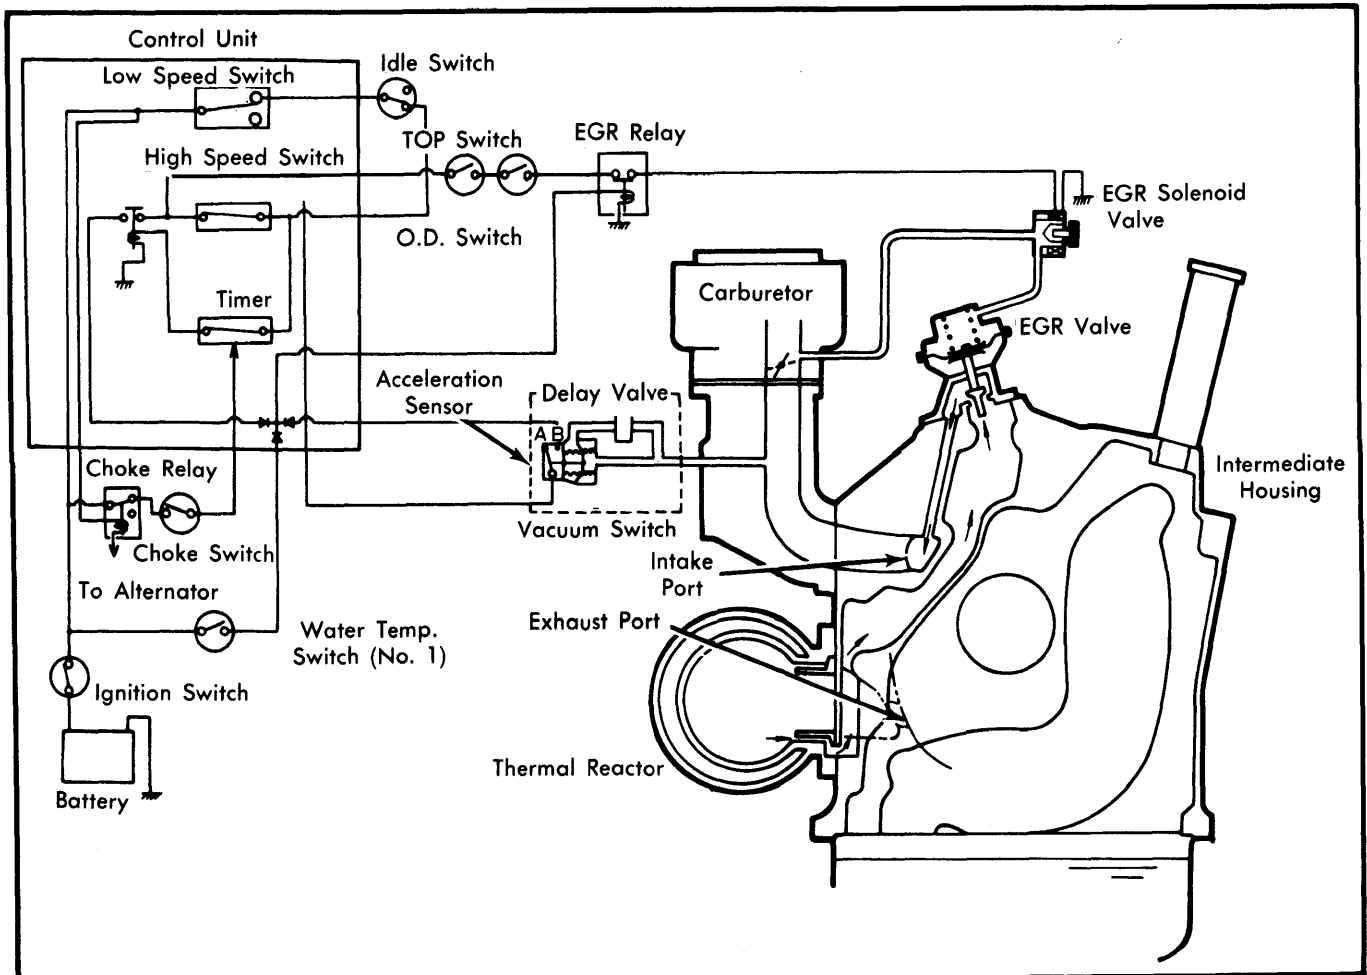 Control Unit
Low Speed Switch
Idle Switch
TOP Switch
EGR Relay
High Speed Switch
EGR Solenoid
Valve
O.D. Switch
Carburetor
Timer
EGR Valve
Acceleration
Sensor
Delay Valve
A B
Choke Relay
Intermediate
Housing
Vacuum Switch
Choke Switch
Intake
Port
To Alternator
Exhaust Port
Water Temp.
Switch (No. 1)
Ignition Switch
Thermal Reactor
Battery